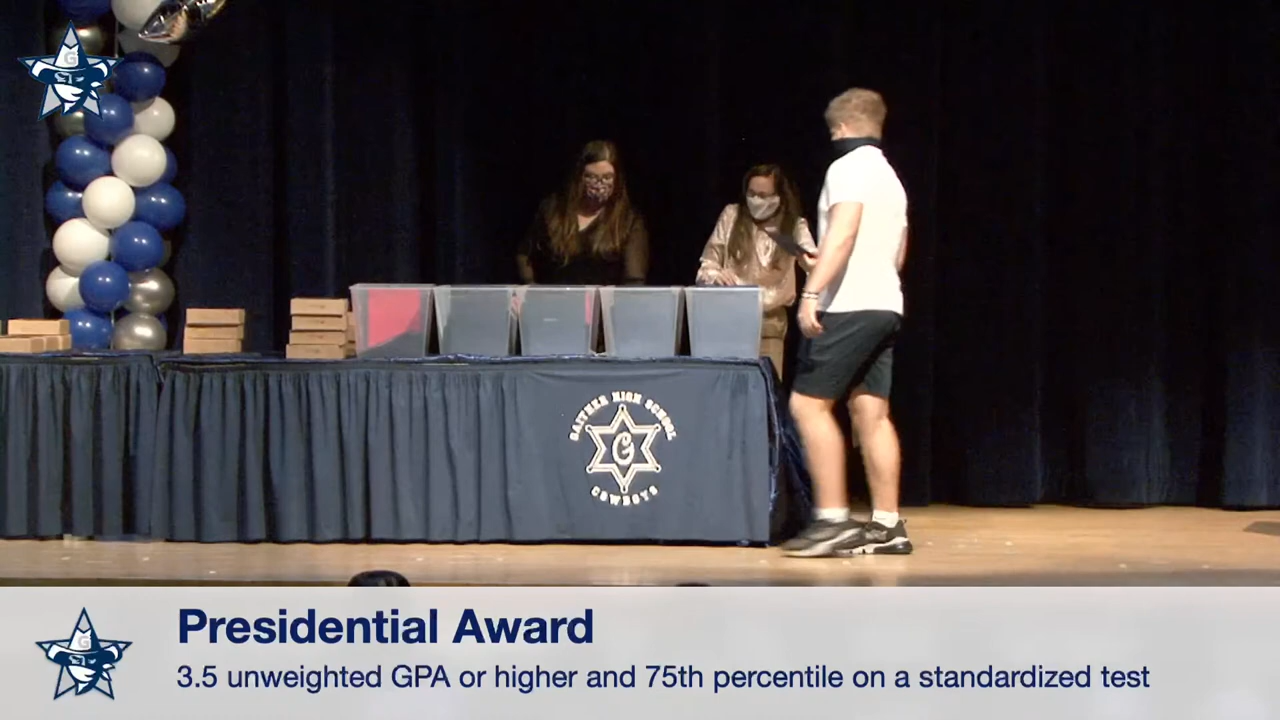 G
GAITHER HIGH SCHOOL
G
COWBOYS
G
Presidential Award
3.5 unweighted GPA or higher and 75th percentile on a standardized test